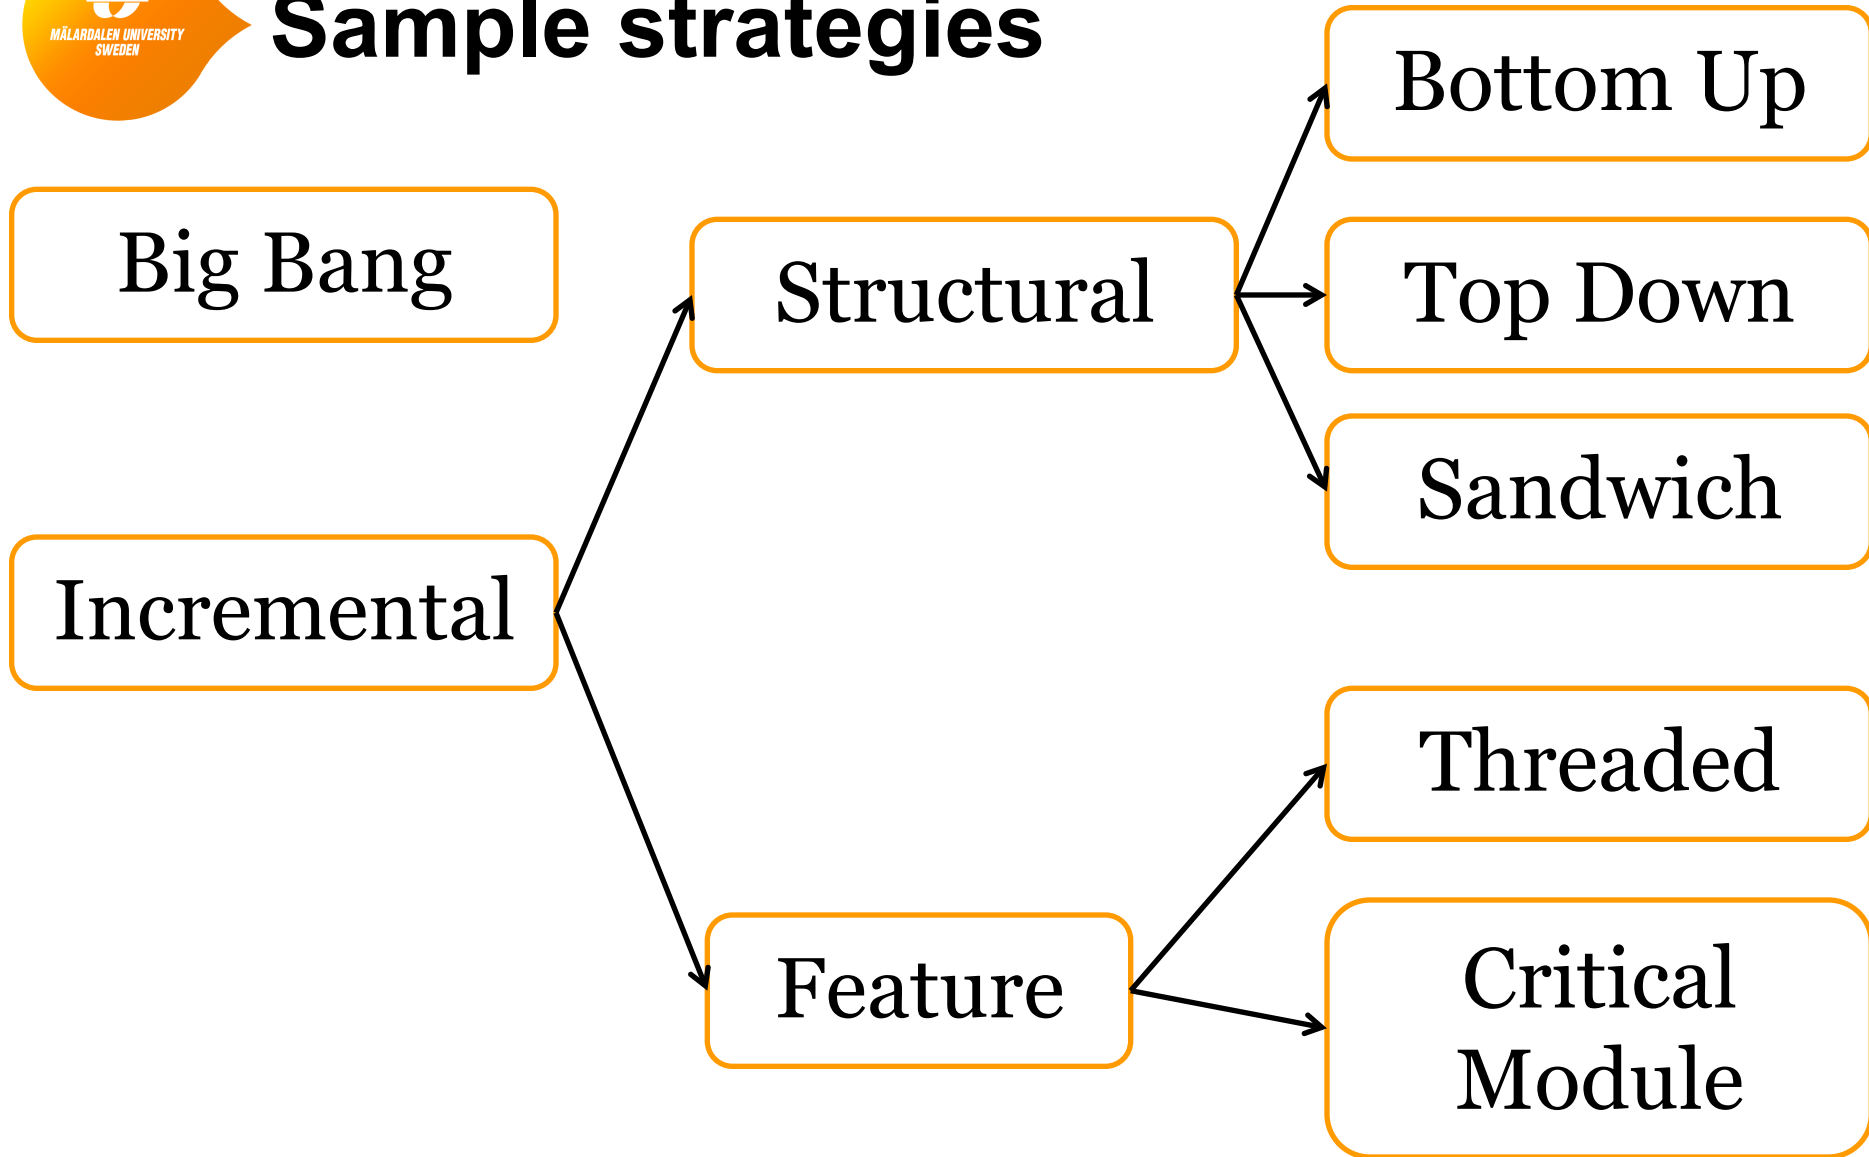 MÄLARDALEN UNIVERSITY
SWEDEN
Sample strategies
Big Bang
Incremental
Structural
Feature
Bottom Up
Top Down
Sandwich
Threaded
Critical
Module